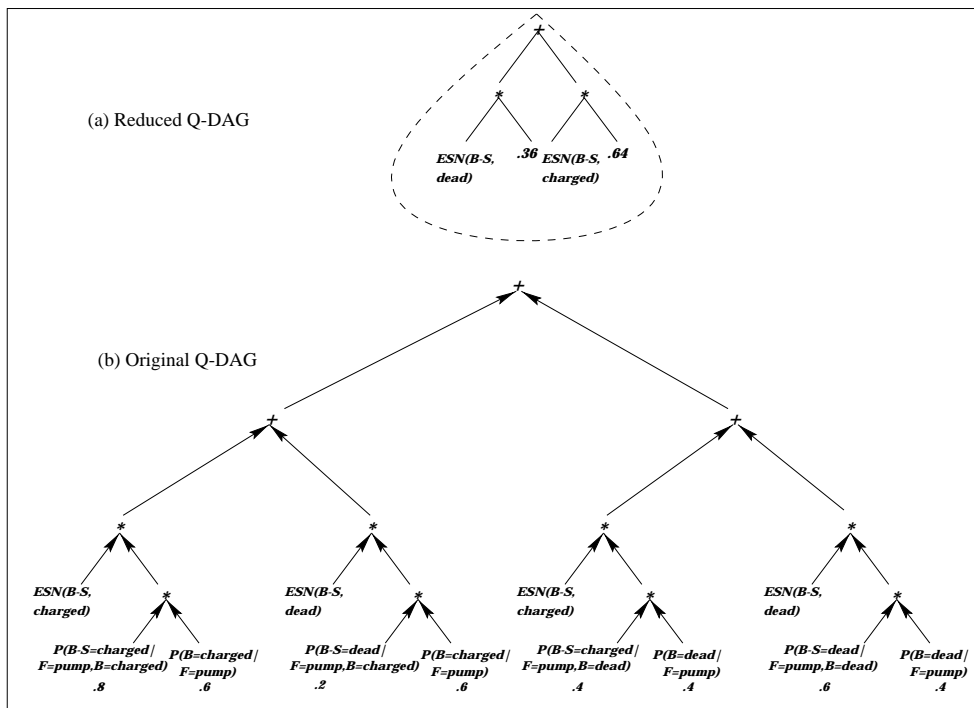 +
* *
(a) Reduced Q-DAG
ESN(B-S, .36 ESN(B-S, .64
dead) charged)
+
(b) Original Q-DAG
+ +
* * * *
ESN(B-S, ESN(B-S, ESN(B-S, ESN(B-S,
charged) dead) charged) dead)
* * * *
P(B-S=charged| P(B=charged| P(B-S=dead| P(B=charged| P(B-S=charged| P(B=dead| P(B-S=dead| P(B=dead|
F=pump,B=charged) F=pump) F=pump,B=charged) F=pump) F=pump,B=dead) F=pump) F=pump,B=dead) F=pump)
.8 .6 .2 .6 .4 .4 .6 .4